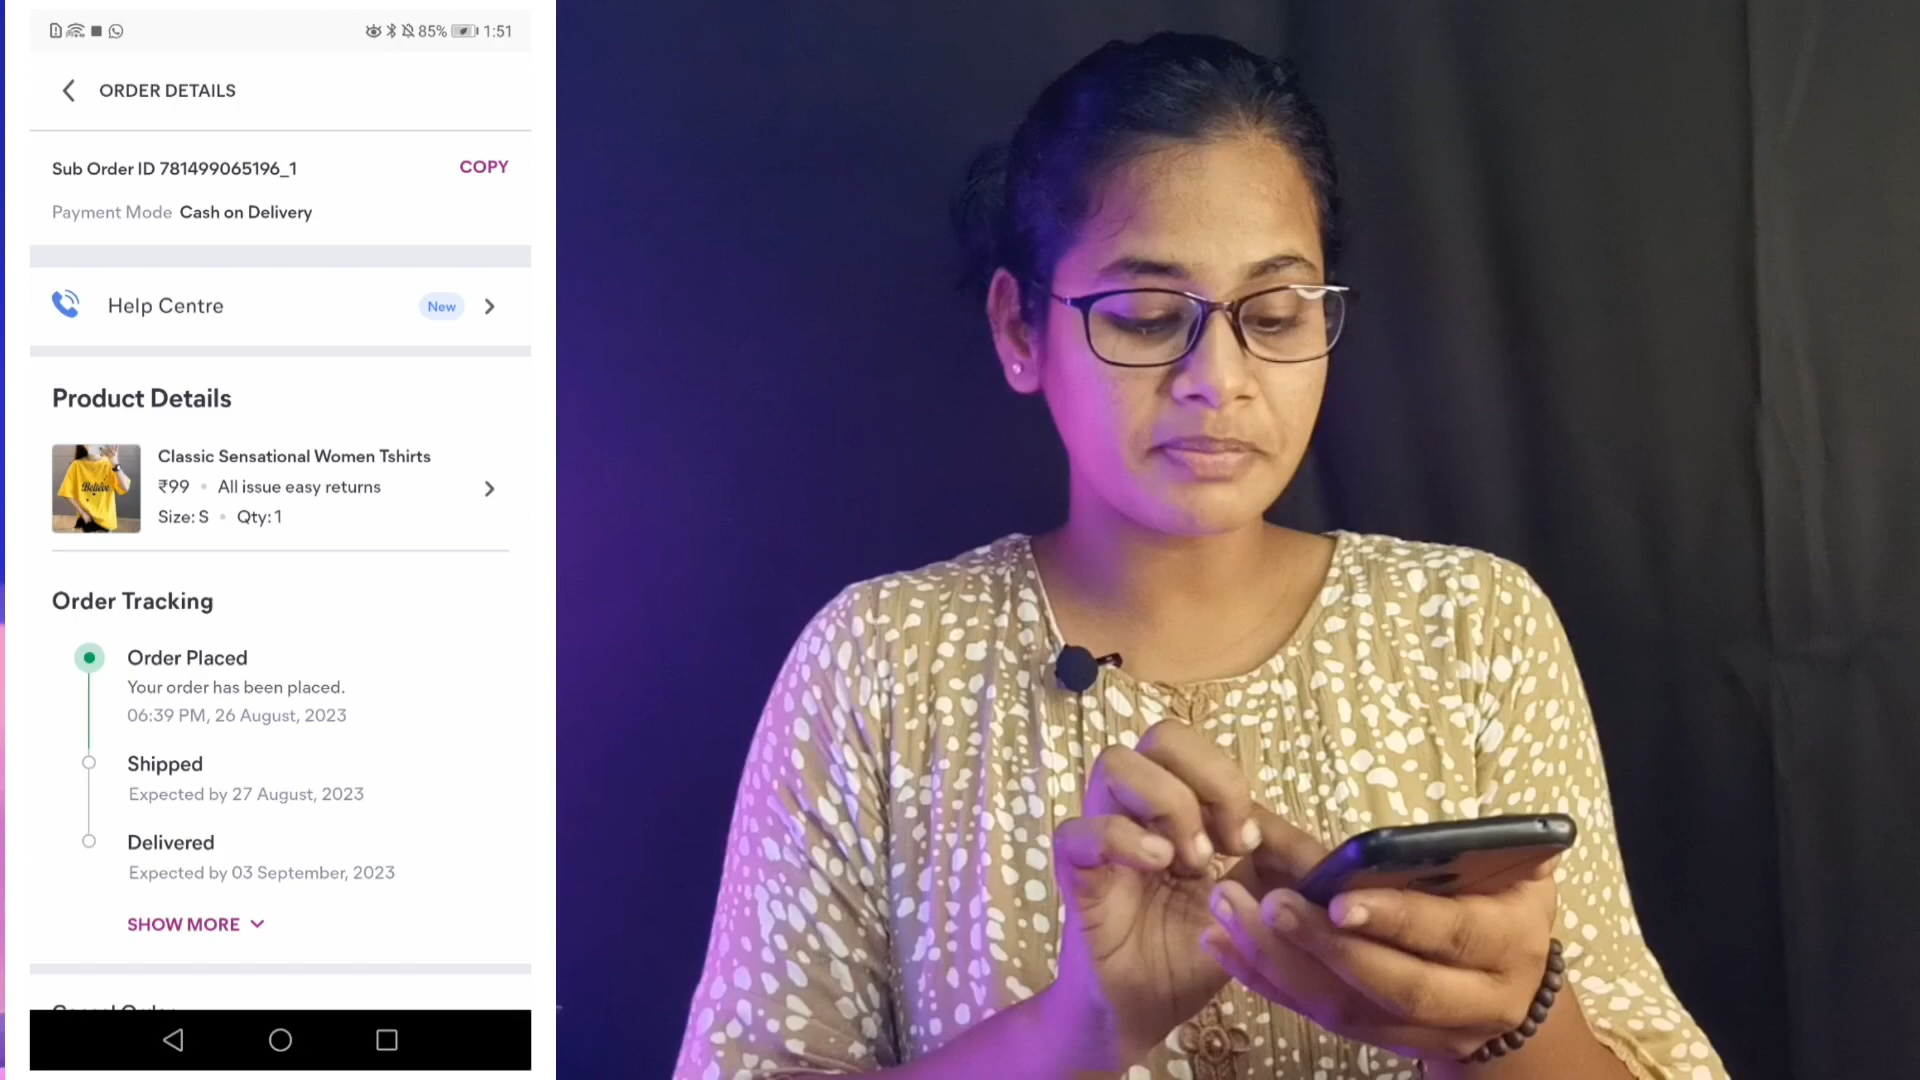 85% 1:51
ORDER DETAILS
Sub Order ID 781499065196_1
COPY
Payment Mode Cash on Delivery
Help Centre
New
Product Details
Believe
Classic Sensational Women Tshirts
₹99 • All issue easy returns
Size: S • Qty: 1
Order Tracking
Order Placed
Your order has been placed.
06:39 PM, 26 August, 2023
Shipped
Expected by 27 August, 2023
Delivered
Expected by 03 September, 2023
SHOW MORE
Cancel Order